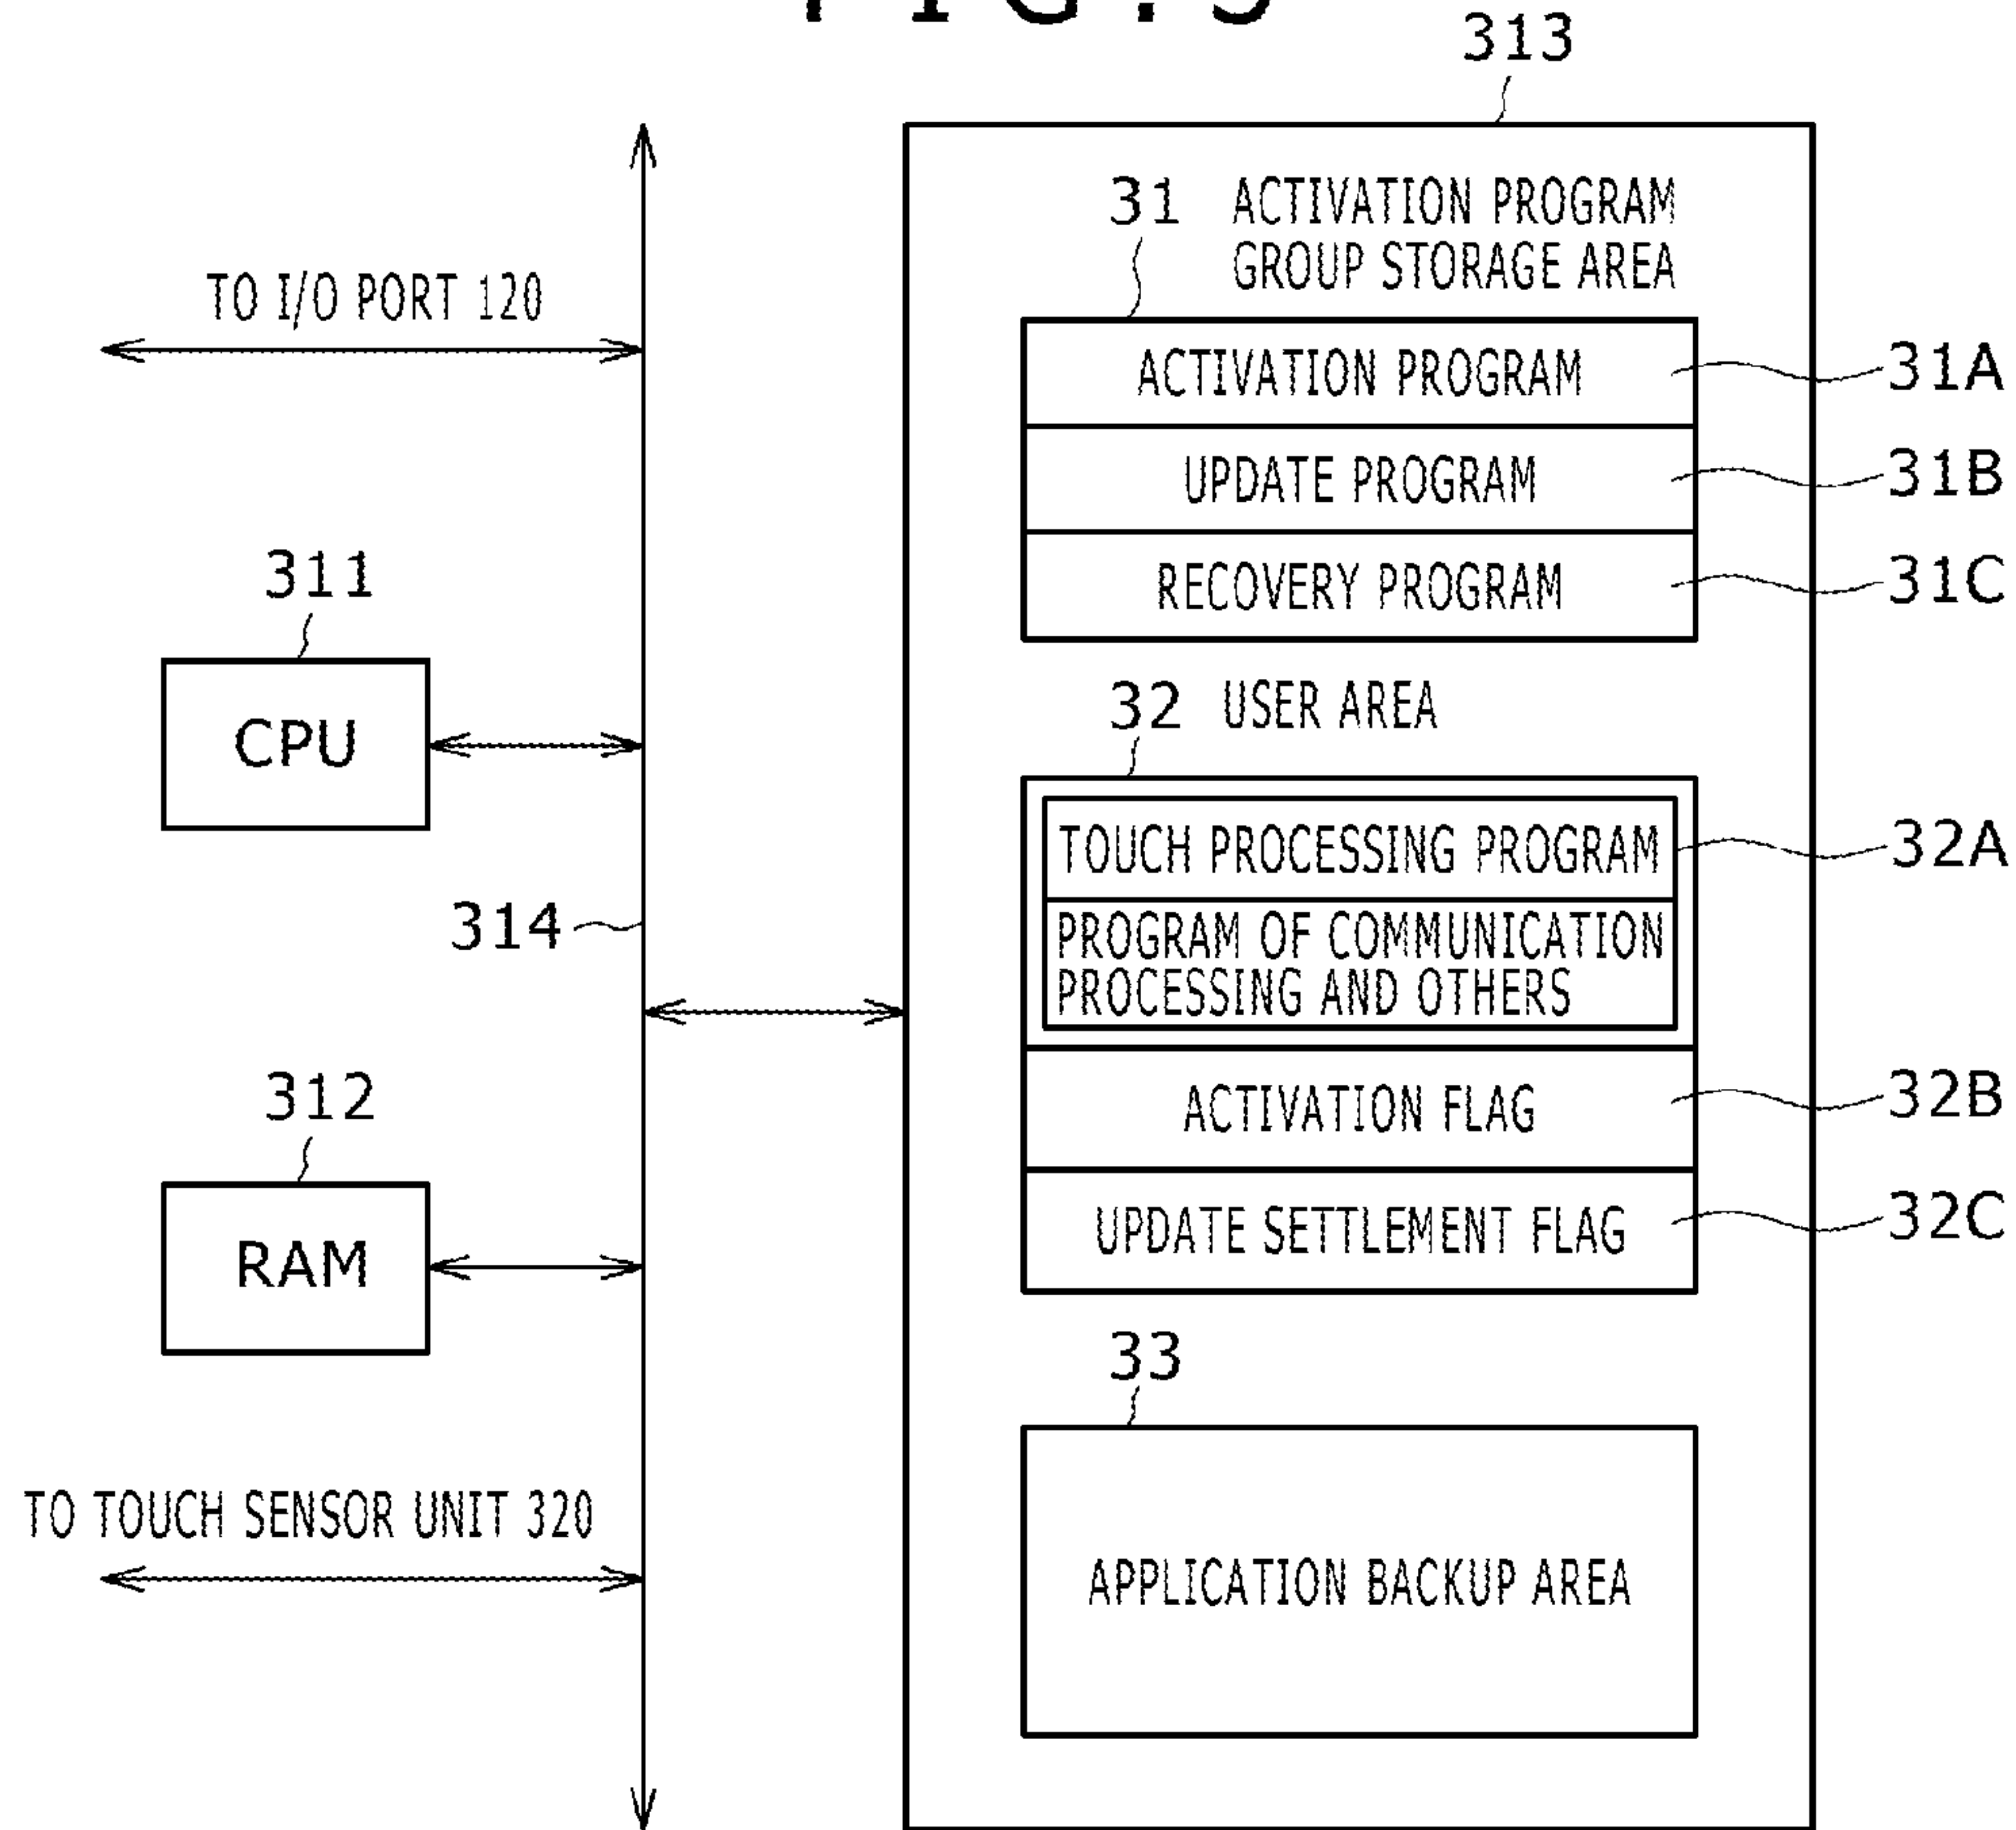 313
31 ACTIVATION PROGRAM
GROUP STORAGE AREA
TO I/O PORT 120
ACTIVATION PROGRAM
31A
UPDATE PROGRAM
31B
RECOVERY PROGRAM
31C
311
CPU
32 USER AREA
TOUCH PROCESSING PROGRAM
32A
PROGRAM OF COMMUNICATION
PROCESSING AND OTHERS
314
ACTIVATION FLAG
32B
312
RAM
UPDATE SETTLEMENT FLAG
32C
33
TO TOUCH SENSOR UNIT 320
APPLICATION BACKUP AREA